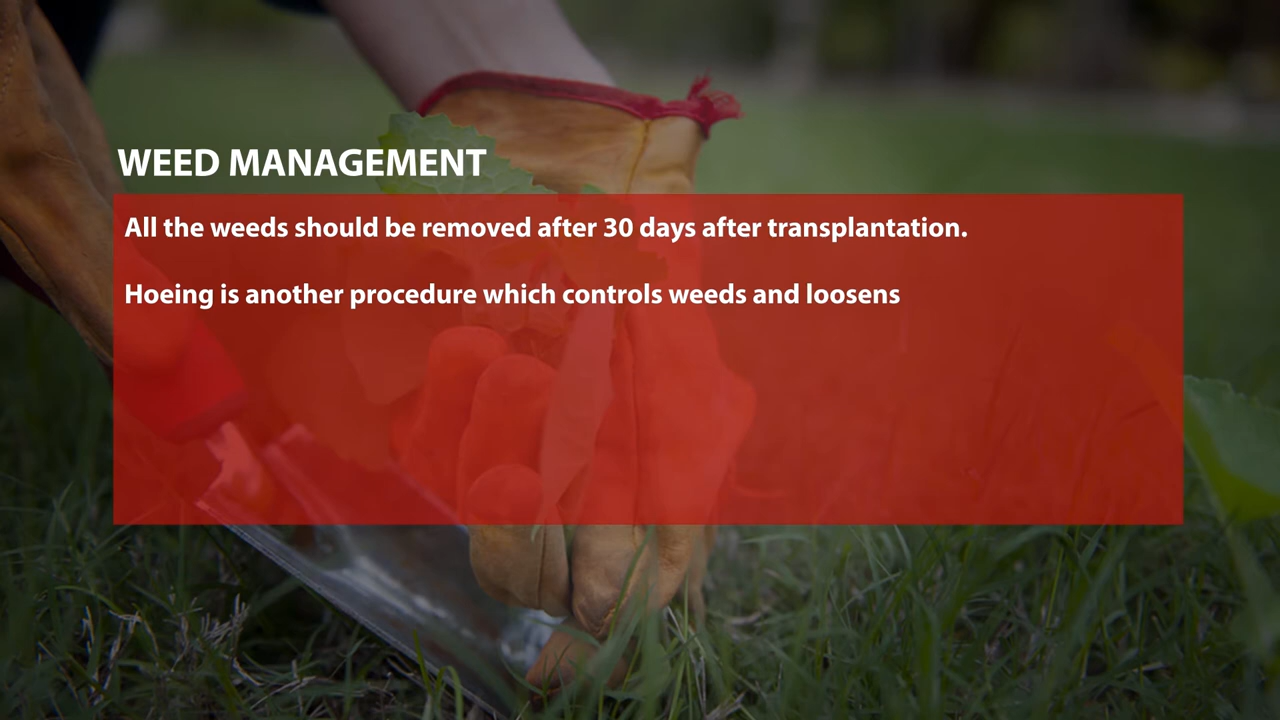 WEED MANAGEMENT
All the weeds should be removed after 30 days after transplantation.
Hoeing is another procedure which controls weeds and loosens